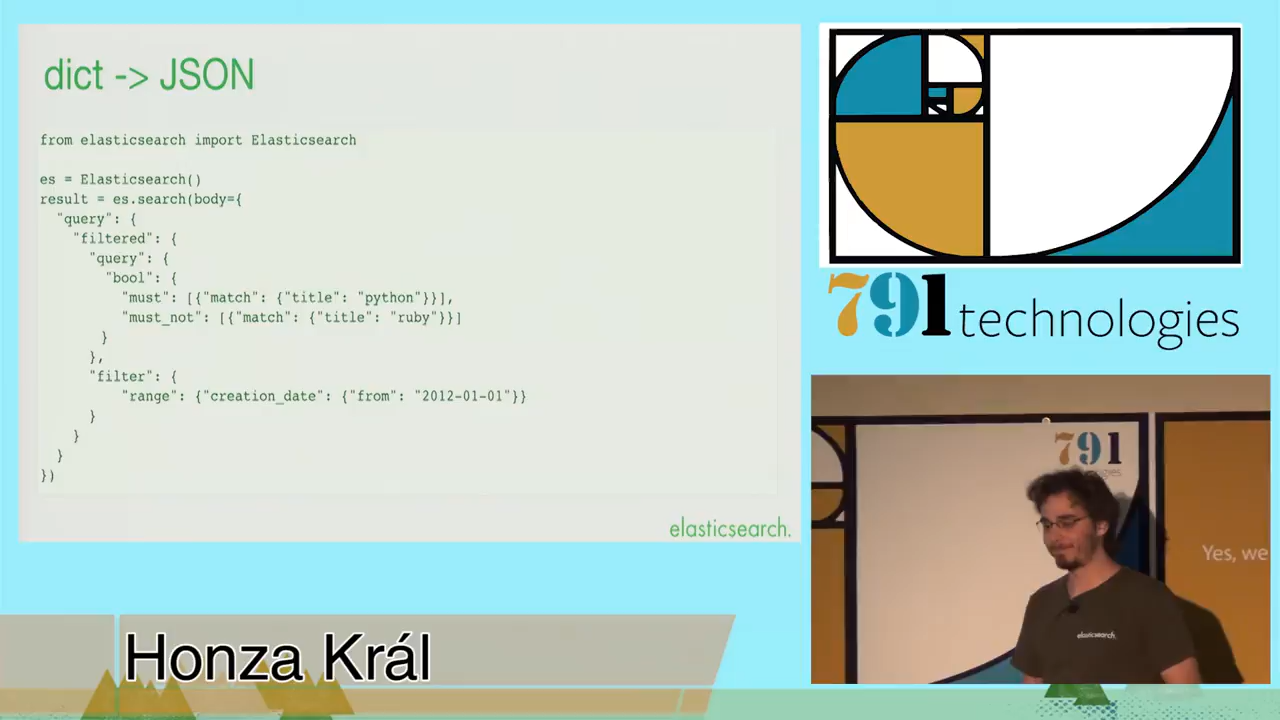 dict -> JSON
from elasticsearch import Elasticsearch
es = Elasticsearch()
result = es.search(body={
"query": {
"filtered": {
"query": {
"bool": {
"must": [{"match": {"title": "python"}}],
"must_not": [{"match": {"title": "ruby"}}]
}
},
"filter": {
"range": {"creation_date": {"from": "2012-01-01"}}
}
}
}
})
elasticsearch.
791 technologies
791
technologies
Yes, we
elasticsearch.
Honza Král